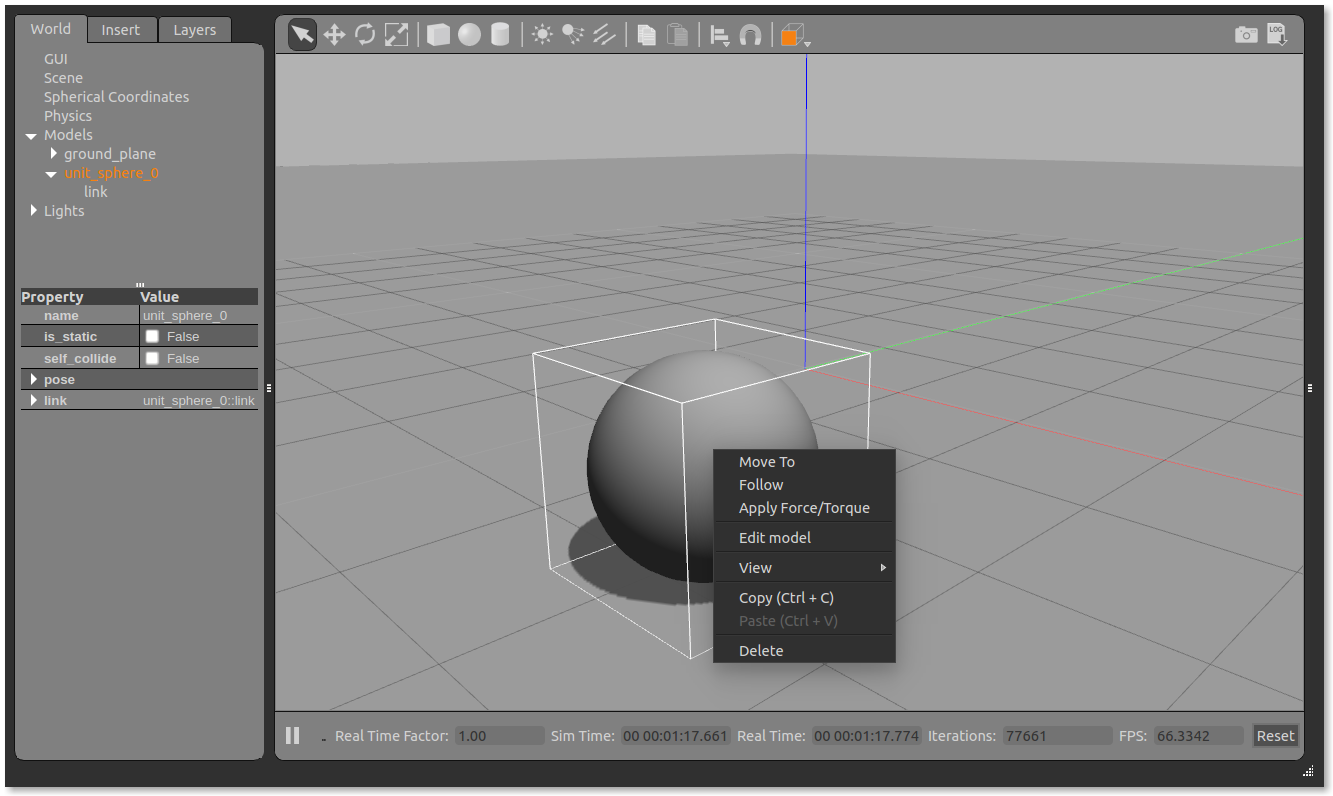 World Insert Layers
GUI
Scene
Spherical Coordinates
Physics
Models
ground_plane
unit_sphere_0
link
Lights
Property Value
name unit_sphere_0
is_static False
self_collide False
pose
link unit_sphere_0::link
LOG
Move To
Follow
Apply Force/Torque
Edit model
View
Copy (Ctrl + C)
Paste (Ctrl + V)
Delete
Real Time Factor: 1.00 Sim Time: 00 00:01:17.661 Real Time: 00 00:01:17.774 Iterations: 77661 FPS: 66.3342 Reset